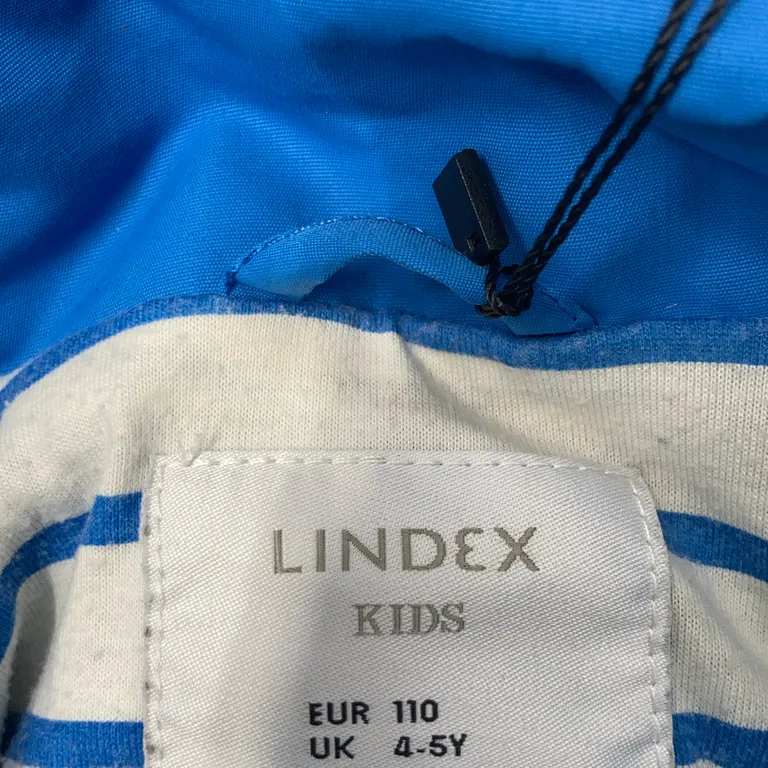 LINDEX
KIDS
EUR 110
UK 4-5Y